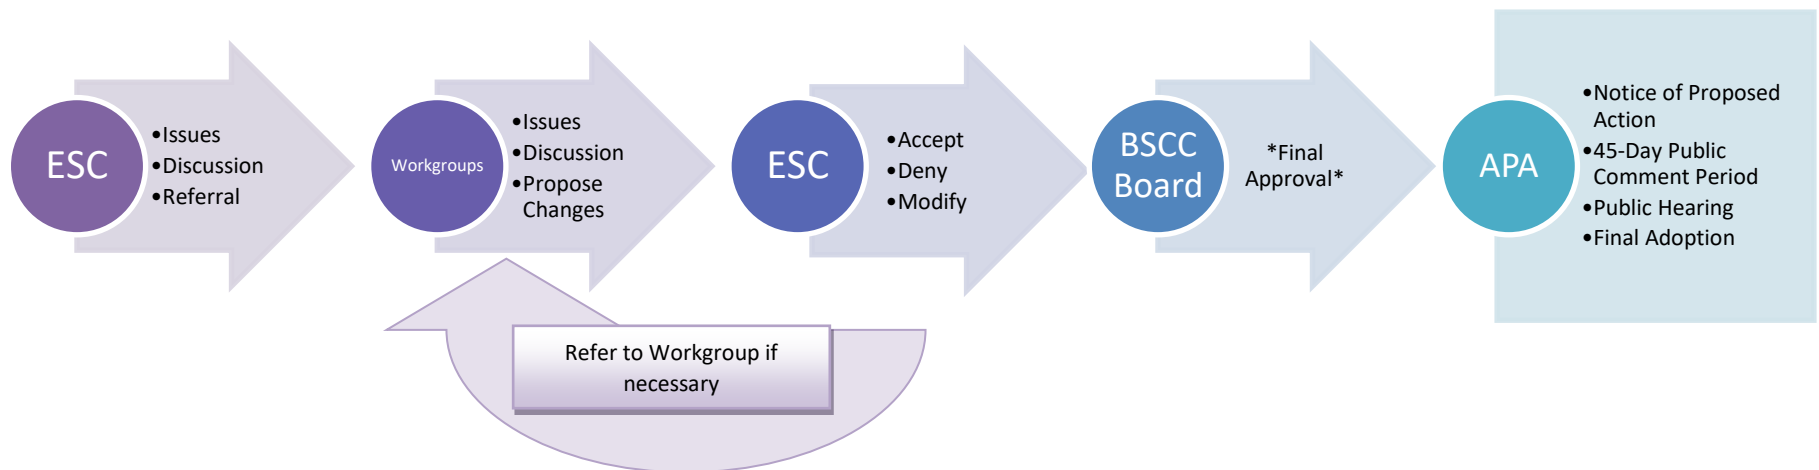 ESC
•Issues
•Discussion
•Referral
Workgroups
•Issues
•Discussion
•Propose
Changes
ESC
•Accept
•Deny
•Modify
BSCC
Board
*Final
Approval*
APA
•Notice of Proposed
Action
•45-Day Public
Comment Period
•Public Hearing
•Final Adoption
Refer to Workgroup if
necessary